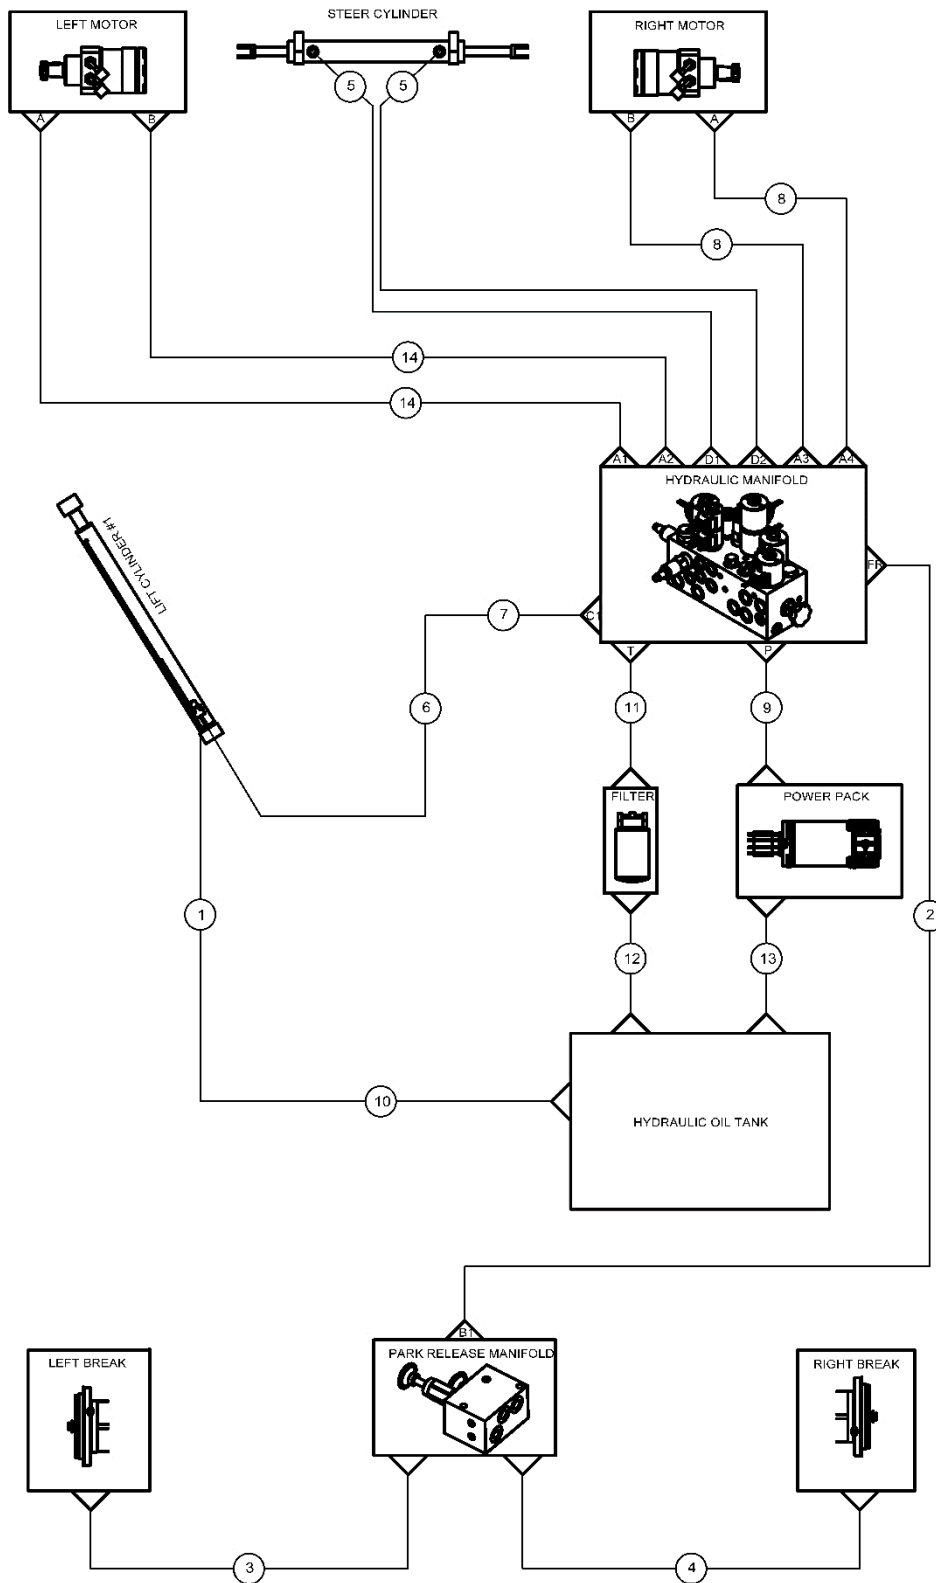 LEFT MOTOR
STEER CYLINDER
RIGHT MOTOR
5
5
A
B
B
A
8
8
14
14
A1
A2
D1
D2
A3
A4
HYDRAULIC MANIFOLD
LIFT CYLINDER #1
FR
C1
7
T
P
6
11
9
FILTER
POWER PACK
1
2
12
13
10
HYDRAULIC OIL TANK
B1
LEFT BREAK
PARK RELEASE MANIFOLD
RIGHT BREAK
3
4